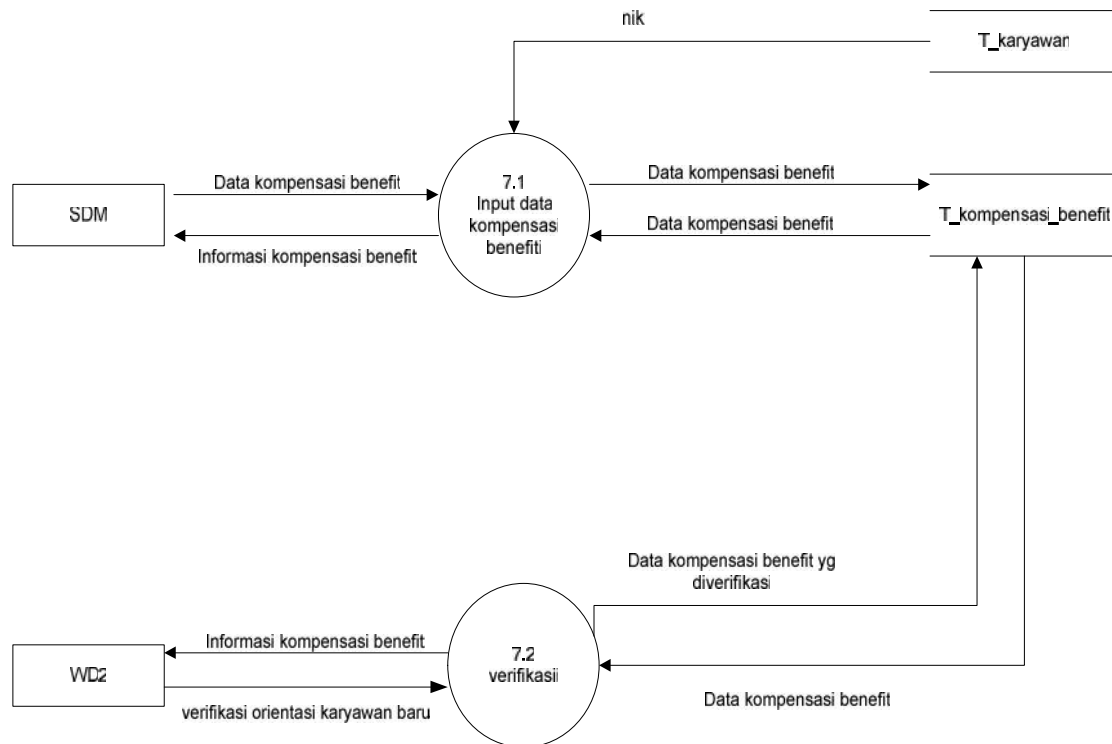 nik
T_karyawan
7.1
Input data
kompensasi
benefiti
Data kompensasi benefit
Data kompensasi benefit
SDM
T_kompensasi_benefit
Informasi kompensasi benefit
Data kompensasi benefit
Data kompensasi benefit yg
diverifikasi
Informasi kompensasi benefit
7.2
verifikasii
WD2
verifikasi orientasi karyawan baru
Data kompensasi benefit